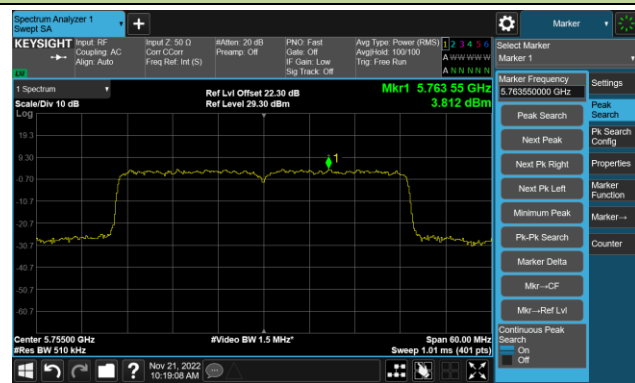 Spectrum Analyzer 1
Swept SA
Marker
KEYSIGHT
Input: RF
Coupling: AC
Align: Auto
Input Z: 50 Ω
Corr CCorr
Freq Ref: Int (S)
#Atten: 20 dB
Preamp: Off
PNO: Fast
Gate: Off
IF Gain: Low
Sig Track: Off
Avg Type: Power (RMS)
Avg|Hold: 100/100
Trig: Free Run
1 2 3 4 5 6
A WW WW WW
A N N N N N
Select Marker
Marker 1
LXI
1 Spectrum
Scale/Div 10 dB
Log
Ref Lvl Offset 22.30 dB
Ref Level 29.30 dBm
Mkr1 5.763 55 GHz
3.812 dBm
19.3
9.30
-0.70
-10.7
-20.7
-30.7
-40.7
-50.7
-60.7
1
Center 5.75500 GHz
#Res BW 510 kHz
#Video BW 1.5 MHz*
Span 60.00 MHz
Sweep 1.01 ms (401 pts)
Marker Frequency
5.763550000 GHz
Peak Search
Next Peak
Next Pk Right
Next Pk Left
Minimum Peak
Pk-Pk Search
Marker Delta
Mkr→CF
Mkr→Ref Lvl
Continuous Peak
Search
On
Off
Settings
Peak
Search
Pk Search
Config
Properties
Marker
Function
Marker→
Counter
?
Nov 21, 2022
10:19:08 AM